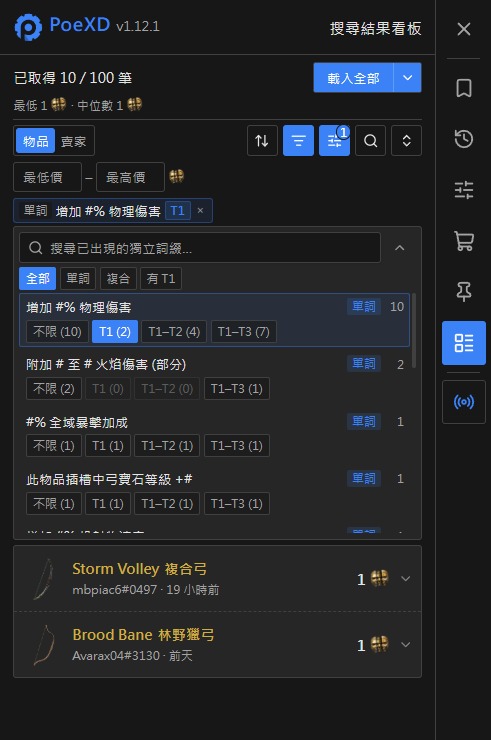 PoeXD v1.12.1 搜尋結果看板
已取得 10 / 100 筆 載入全部
最低 1 · 中位數 1
物品 賣家 1
最低價 – 最高價
單詞 增加 #% 物理傷害 T1 ×
搜尋已出現的獨立詞綴...
全部 單詞 複合 有 T1
增加 #% 物理傷害 單詞 10
不限 (10) T1 (2) T1–T2 (4) T1–T3 (7)
附加 # 至 # 火焰傷害 (部分) 單詞 2
不限 (2) T1 (0) T1–T2 (0) T1–T3 (1)
#% 全域暴擊加成 單詞 1
不限 (1) T1 (1) T1–T2 (1) T1–T3 (1)
此物品插槽中弓寶石等級 +# 單詞 1
不限 (1) T1 (1) T1–T2 (1) T1–T3 (1)
Storm Volley 複合弓 1
mbpiac6#0497 · 19 小時前
Brood Bane 林野獵弓 1
Avarax04#3130 · 前天